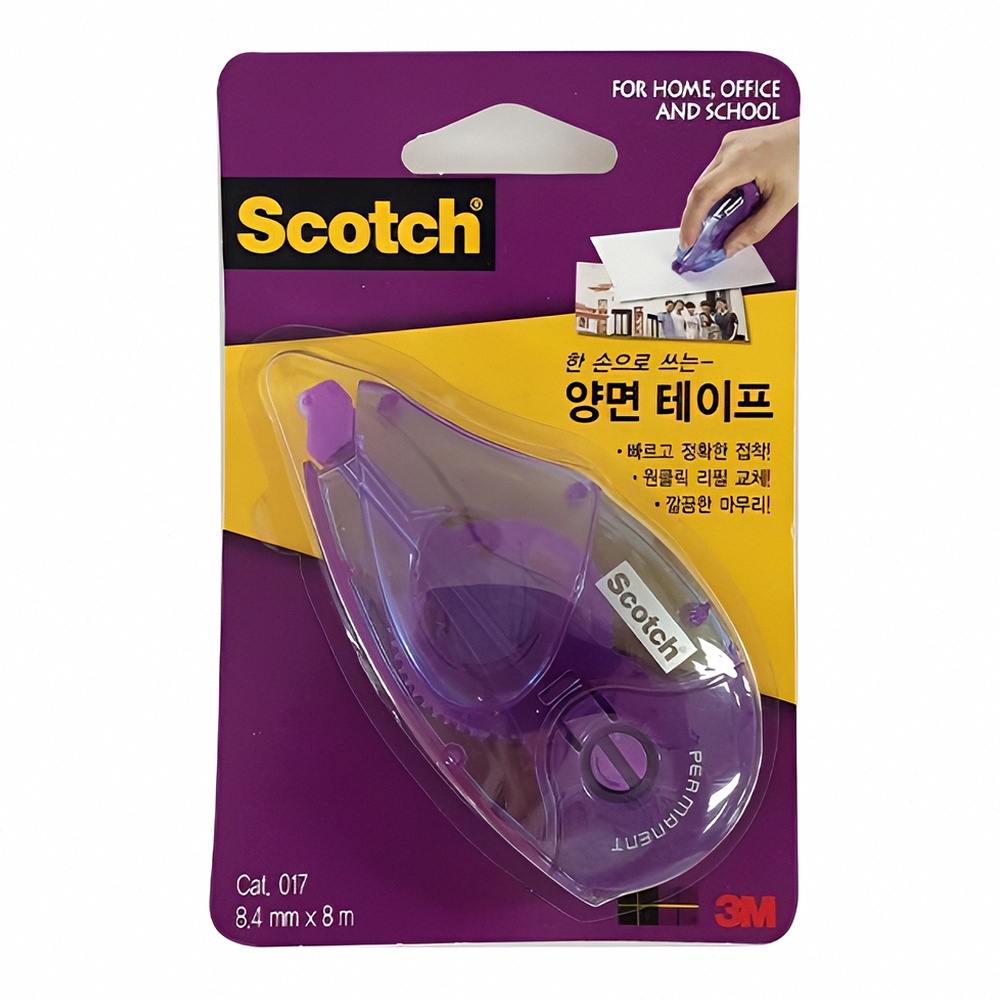 FOR HOME, OFFICE
AND SCHOOL
Scotch®
한 손으로 쓰는-
양면 테이프
· 빠르고 정확한 접착!
· 원클릭 리필 교체!
· 깔끔한 마무리!
Scotch®
PERMANENT
Cat. 017
8.4 mm x 8 m
3M